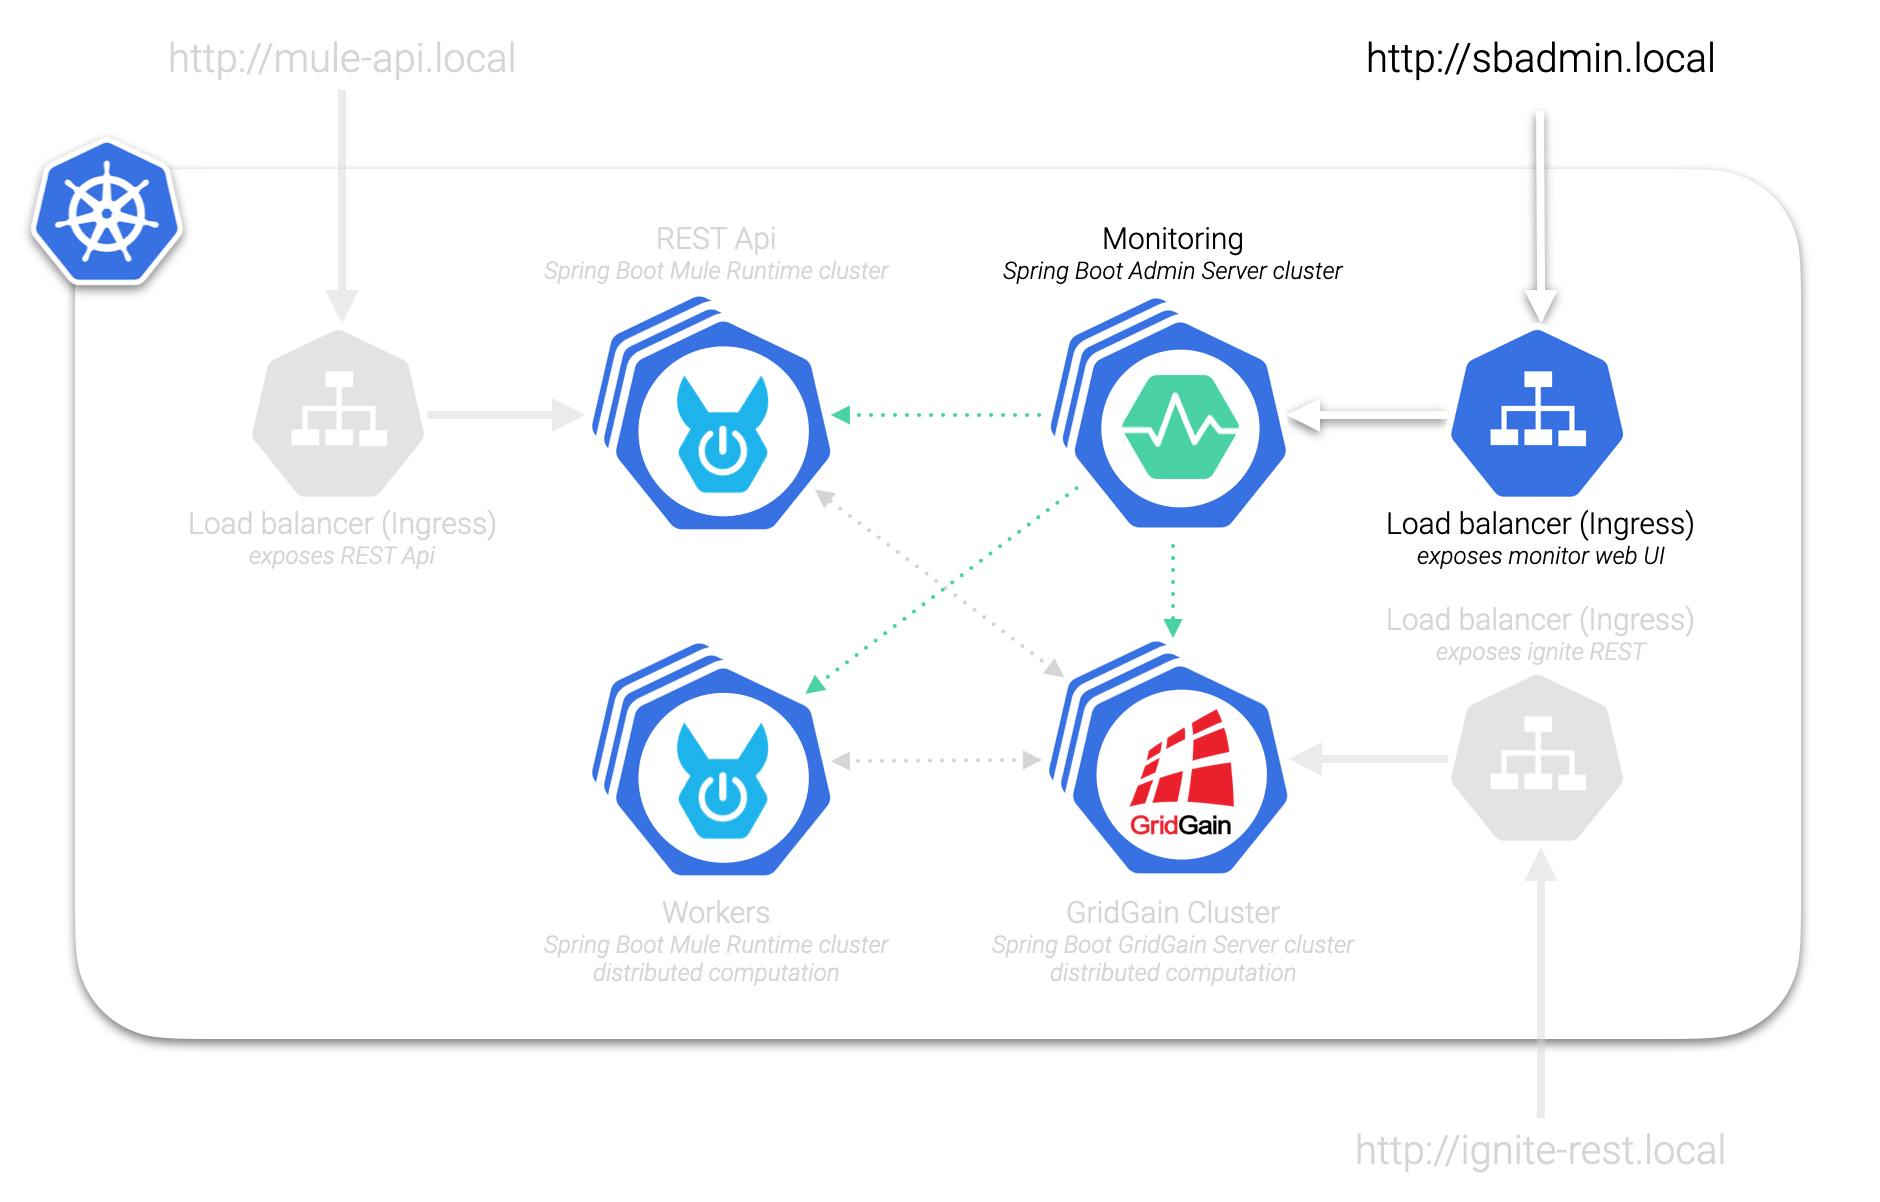 http://mule-api.local
http://sbadmin.local
REST Api
Spring Boot Mule Runtime cluster
Monitoring
Spring Boot Admin Server cluster
Load balancer (Ingress)
exposes REST Api
Load balancer (Ingress)
exposes monitor web UI
Load balancer (Ingress)
exposes ignite REST
GridGain
Workers
Spring Boot Mule Runtime cluster
distributed computation
GridGain Cluster
Spring Boot GridGain Server cluster
distributed computation
http://ignite-rest.local